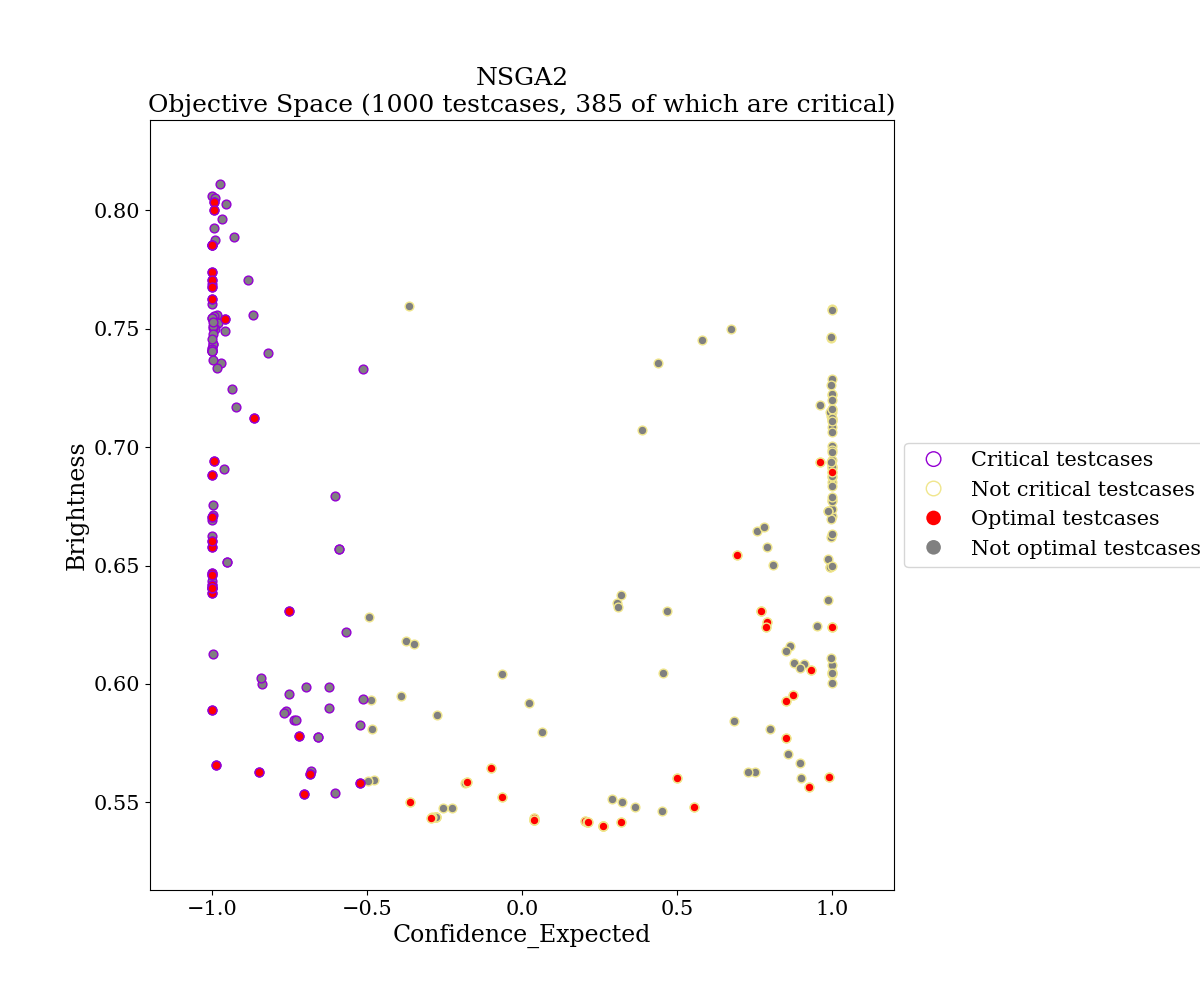 NSGA2
Objective Space (1000 testcases, 385 of which are critical)
Brightness
0.80
0.75
0.70
0.65
0.60
0.55
−1.0
−0.5
0.0
0.5
1.0
Confidence_Expected
Critical testcases
Not critical testcases
Optimal testcases
Not optimal testcases